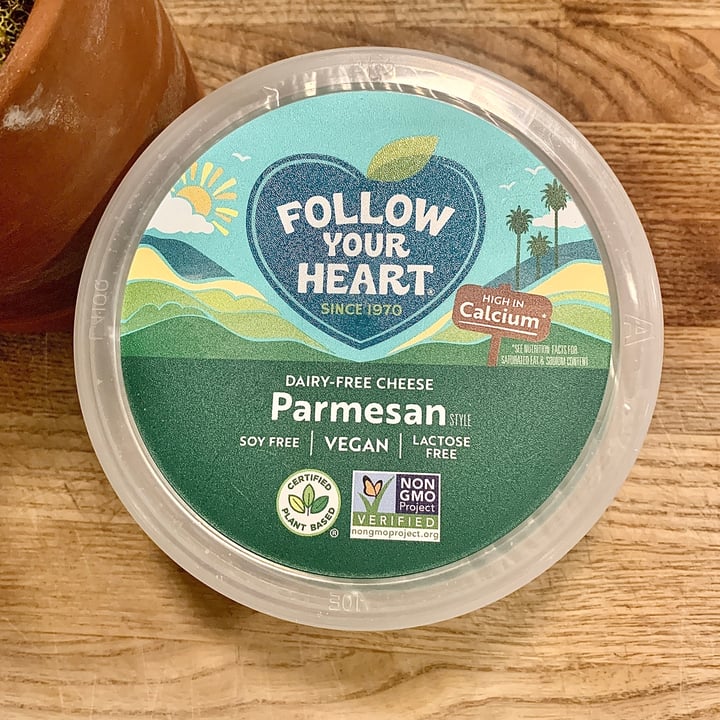 FOLLOW
YOUR
HEART
SINCE 1970
HIGH IN
Calcium*
*SEE NUTRITION FACTS FOR
SATURATED FAT & SODIUM CONTENT
DAIRY-FREE CHEESE
Parmesan STYLE
SOY FREE | VEGAN | LACTOSE FREE
CERTIFIED
PLANT BASED
®
NON
GMO
Project
VERIFIED
nongmoproject.org